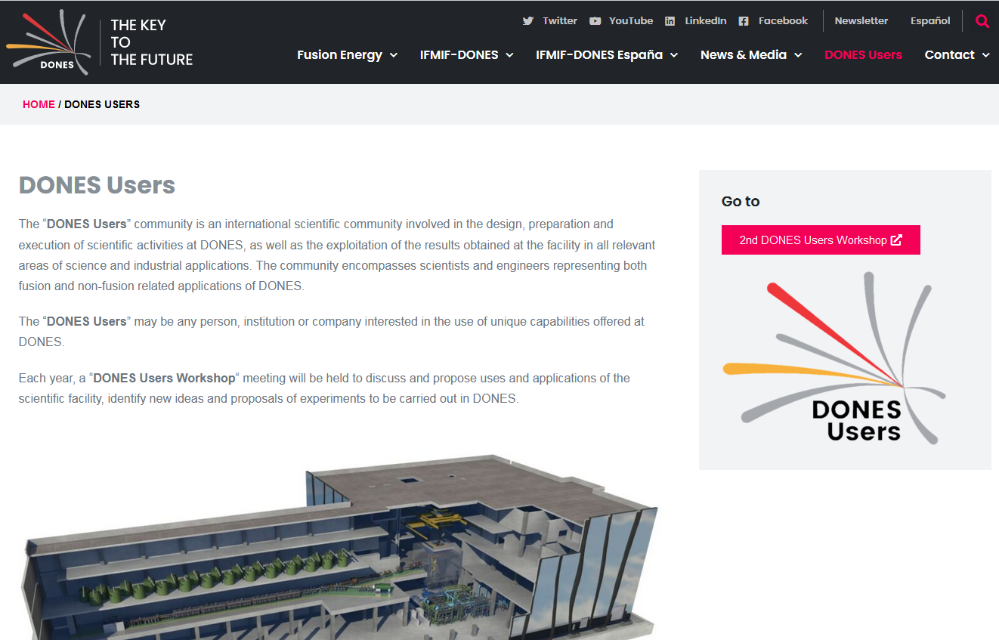 THE KEY
TO
THE FUTURE
DONES
Twitter YouTube LinkedIn Facebook Newsletter Español
Fusion Energy IFMIF-DONES IFMIF-DONES España News & Media DONES Users Contact
HOME / DONES USERS
DONES Users
The “DONES Users” community is an international scientific community involved in the design, preparation and
execution of scientific activities at DONES, as well as the exploitation of the results obtained at the facility in all relevant
areas of science and industrial applications. The community encompasses scientists and engineers representing both
fusion and non-fusion related applications of DONES.
The “DONES Users” may be any person, institution or company interested in the use of unique capabilities offered at
DONES.
Each year, a “DONES Users Workshop“ meeting will be held to discuss and propose uses and applications of the
scientific facility, identify new ideas and proposals of experiments to be carried out in DONES.
Go to
2nd DONES Users Workshop
DONES
Users